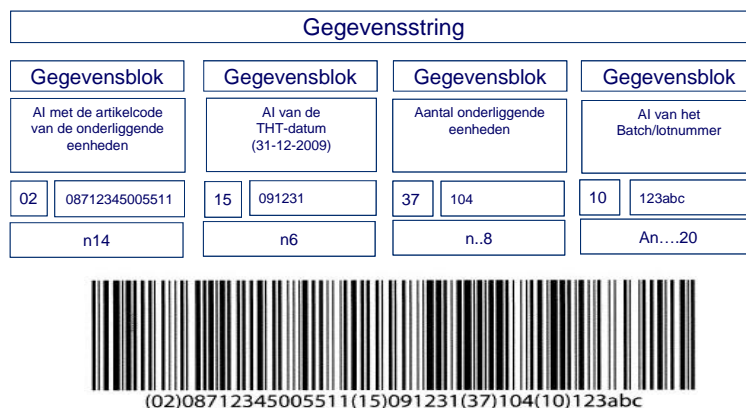 Gegevensstring
Gegevensblok
Gegevensblok
Gegevensblok
Gegevensblok
AI met de artikelcode
van de onderliggende
eenheden
AI van de
THT-datum
(31-12-2009)
Aantal onderliggende
eenheden
AI van het
Batch/lotnummer
02 08712345005511
15 091231
37 104
10 123abc
n14
n6
n..8
An….20
(02)08712345005511(15)091231(37)104(10)123abc